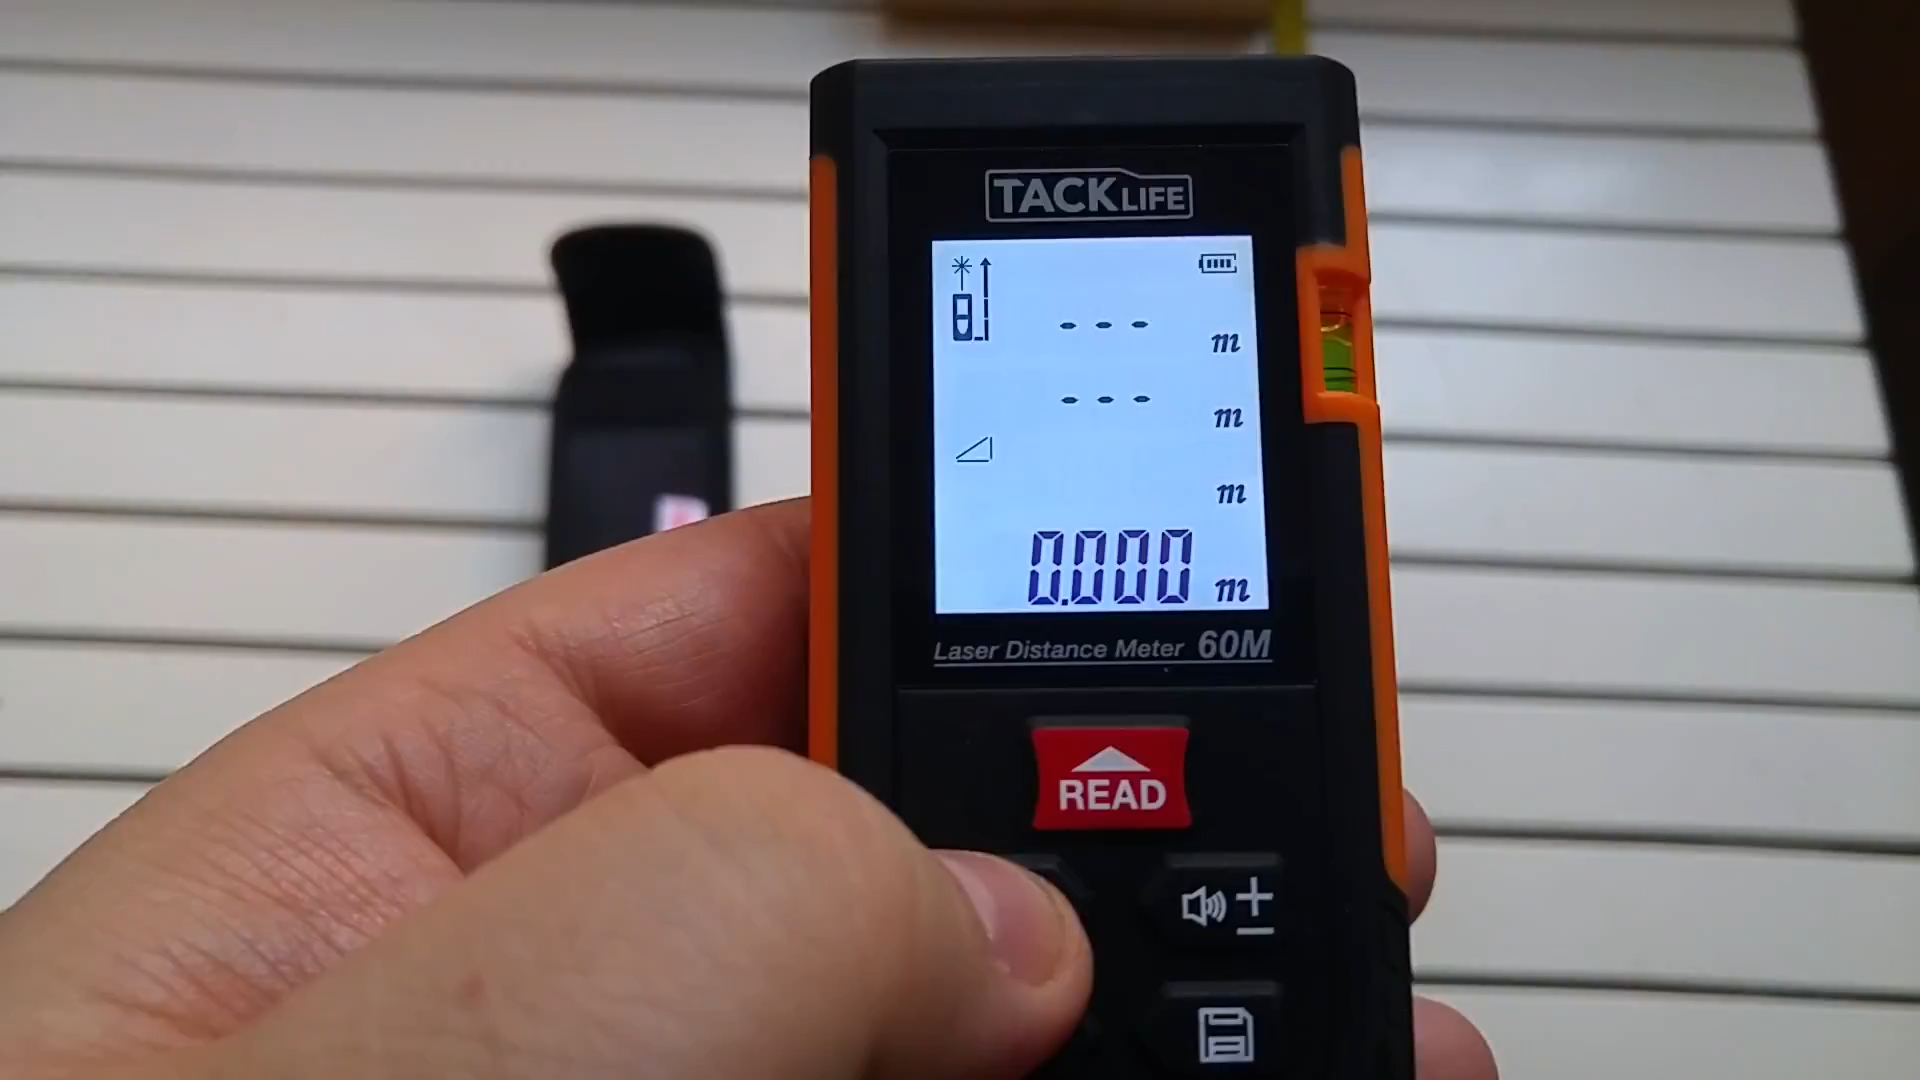 TACKLIFE
--- m
--- m
m
0.000 m
Laser Distance Meter 60M
READ